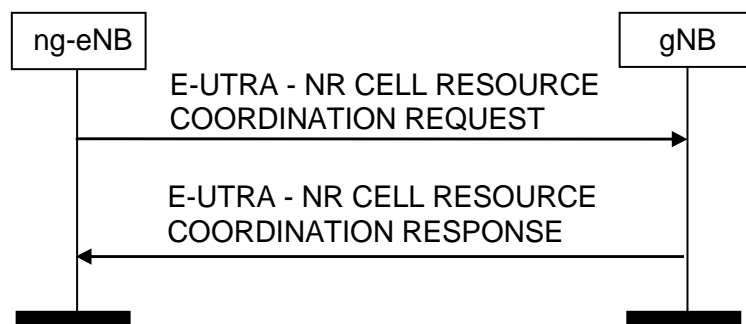 ng-eNB
gNB
E-UTRA - NR CELL RESOURCE
COORDINATION REQUEST
E-UTRA - NR CELL RESOURCE
COORDINATION RESPONSE